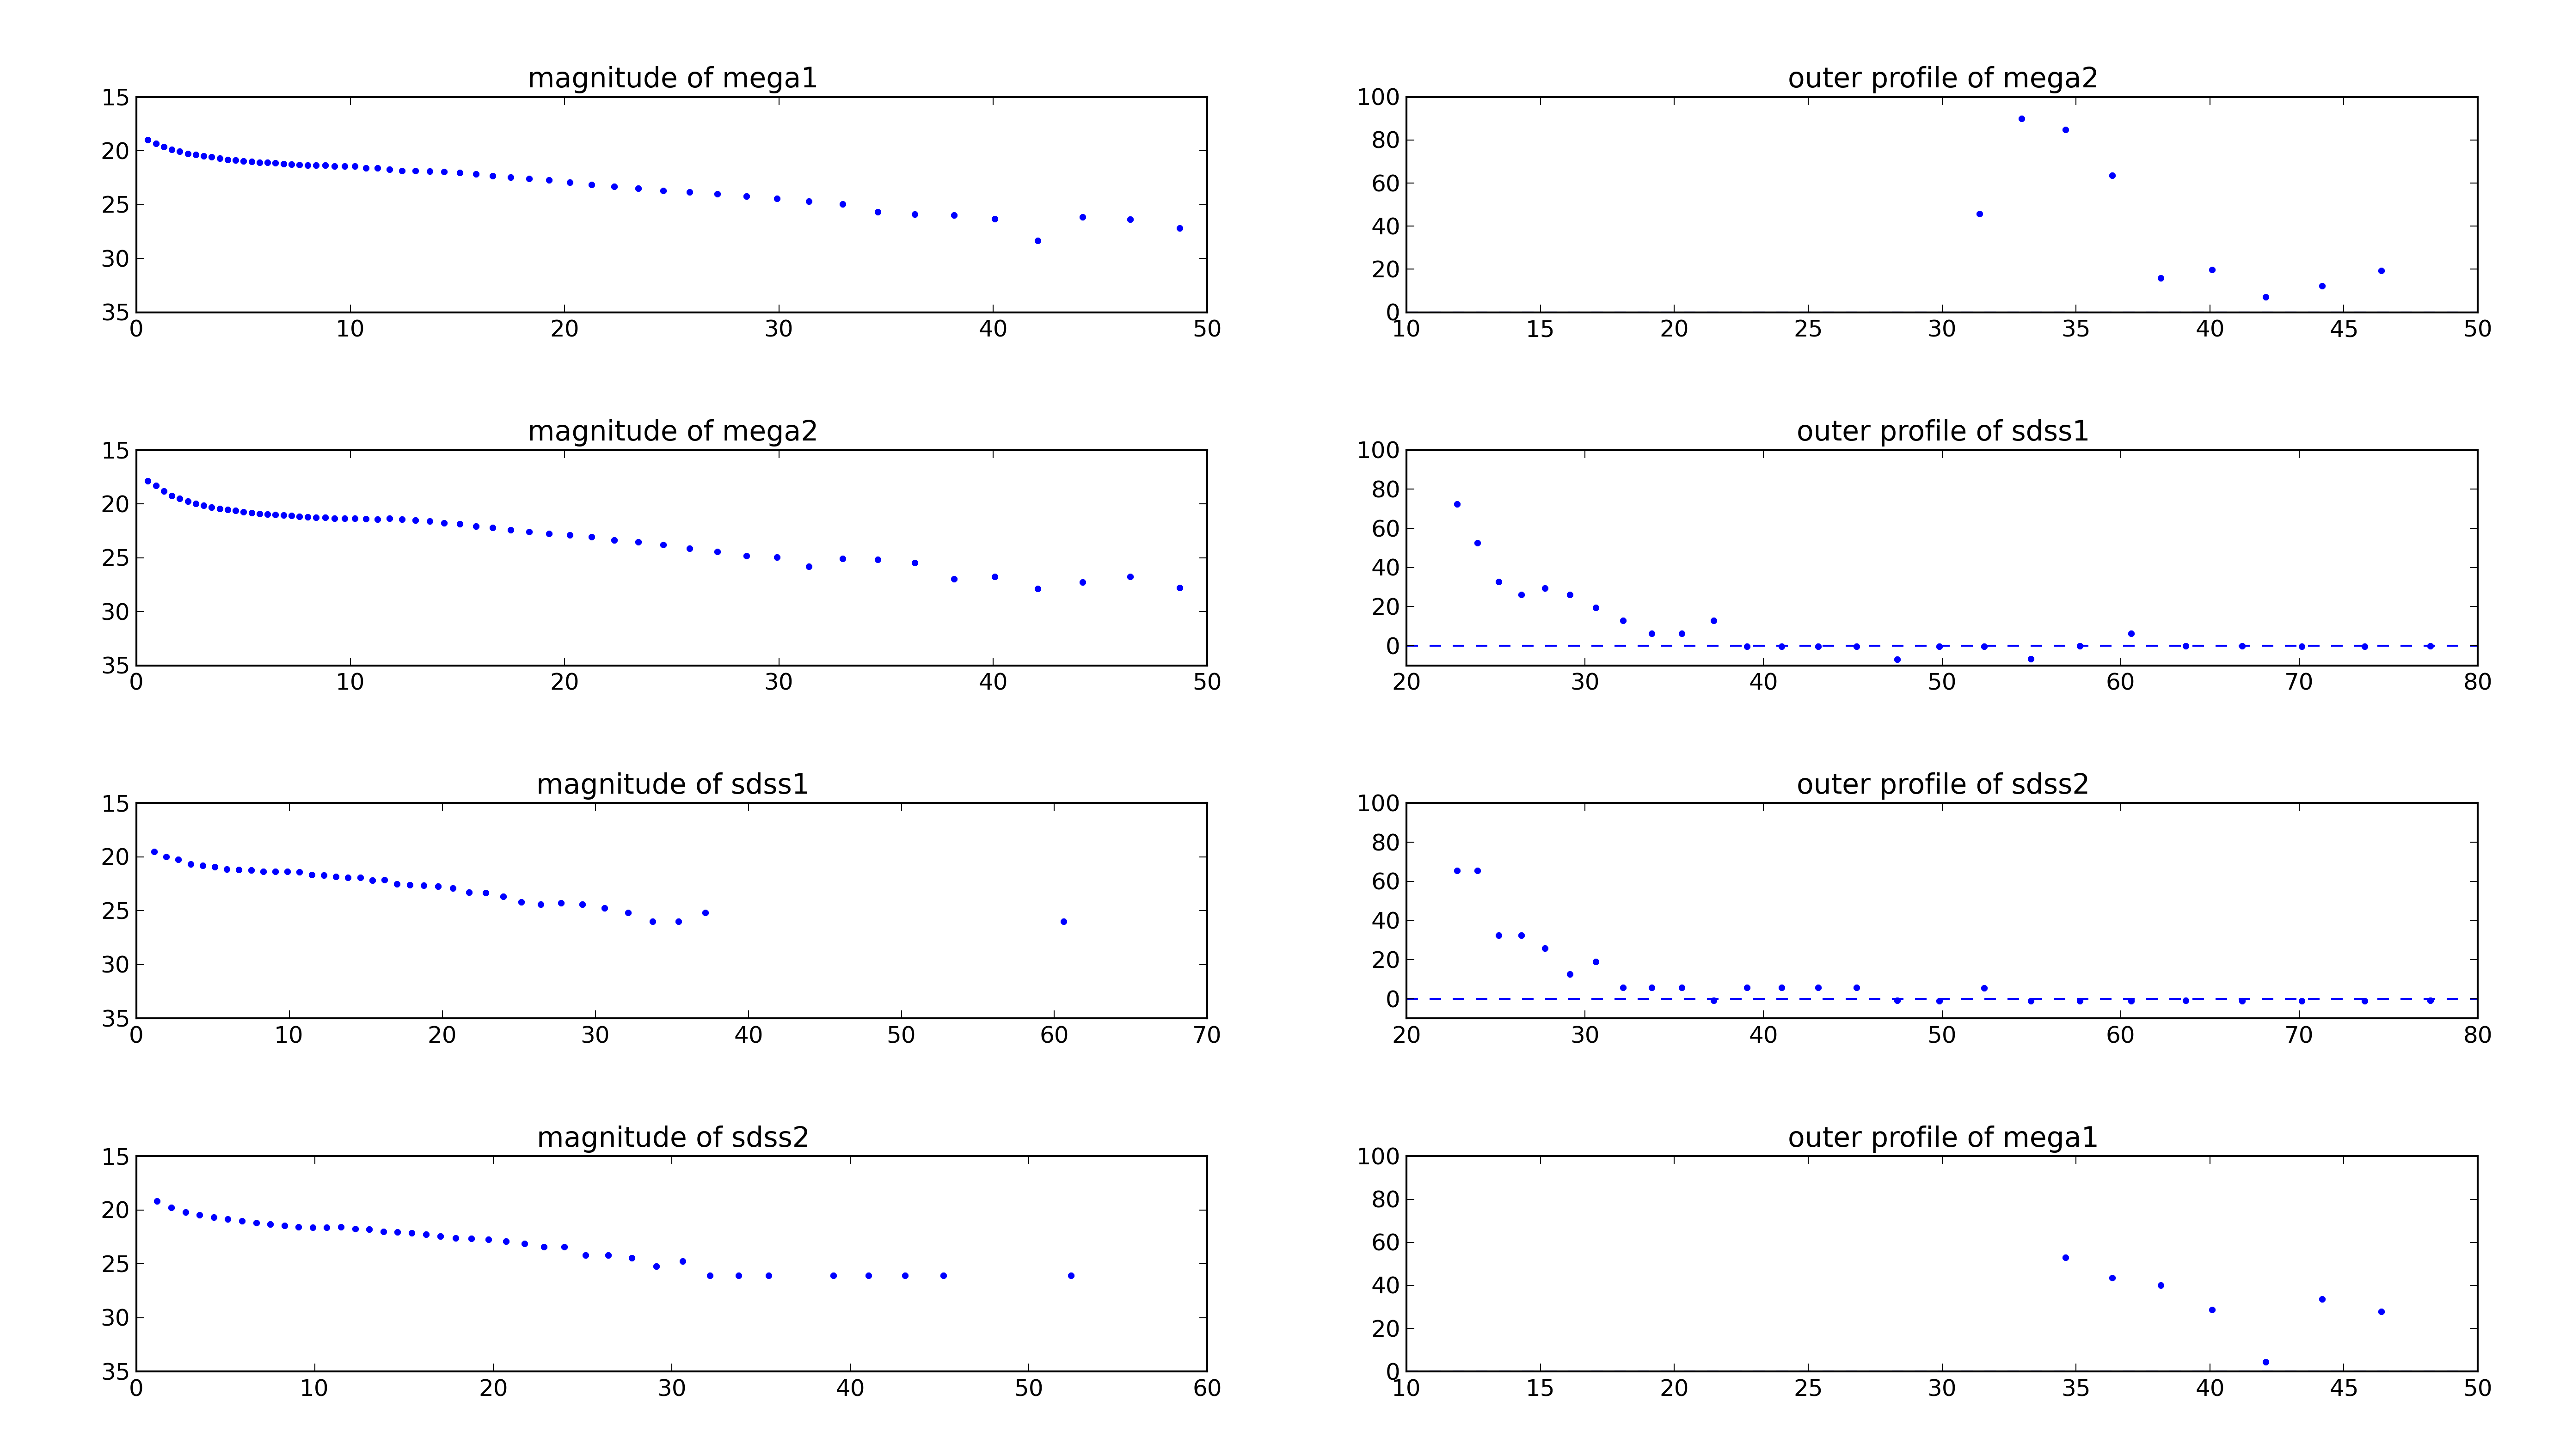 magnitude of mega1
15
20
25
30
35
0 10 20 30 40 50
outer profile of mega2
100
80
60
40
20
0
10 15 20 25 30 35 40 45 50
magnitude of mega2
15
20
25
30
35
0 10 20 30 40 50
outer profile of sdss1
100
80
60
40
20
0
20 30 40 50 60 70 80
magnitude of sdss1
15
20
25
30
35
0 10 20 30 40 50 60 70
outer profile of sdss2
100
80
60
40
20
0
20 30 40 50 60 70 80
magnitude of sdss2
15
20
25
30
35
0 10 20 30 40 50 60
outer profile of mega1
100
80
60
40
20
0
10 15 20 25 30 35 40 45 50